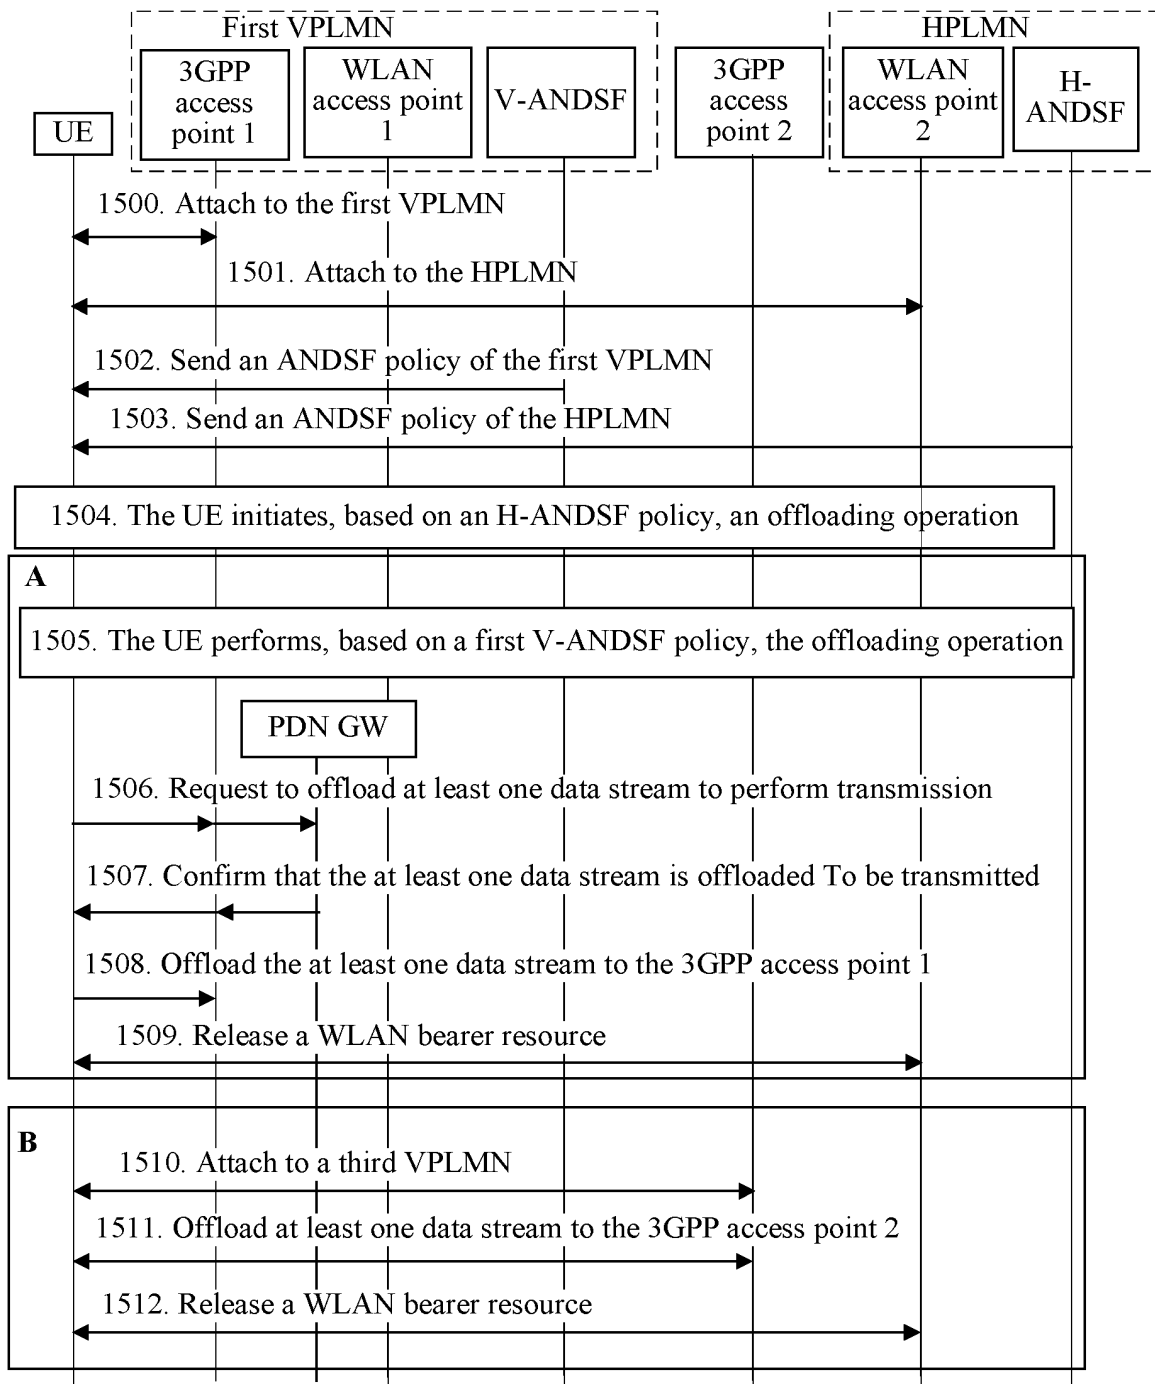 First VPLMN
HPLMN
UE
3GPP
access
point 1
WLAN
access point
1
V-ANDSF
3GPP
access
point 2
WLAN
access point
2
H-
ANDSF
1500. Attach to the first VPLMN
1501. Attach to the HPLMN
1502. Send an ANDSF policy of the first VPLMN
1503. Send an ANDSF policy of the HPLMN
1504. The UE initiates, based on an H-ANDSF policy, an offloading operation
A
1505. The UE performs, based on a first V-ANDSF policy, the offloading operation
PDN GW
1506. Request to offload at least one data stream to perform transmission
1507. Confirm that the at least one data stream is offloaded To be transmitted
1508. Offload the at least one data stream to the 3GPP access point 1
1509. Release a WLAN bearer resource
B
1510. Attach to a third VPLMN
1511. Offload at least one data stream to the 3GPP access point 2
1512. Release a WLAN bearer resource